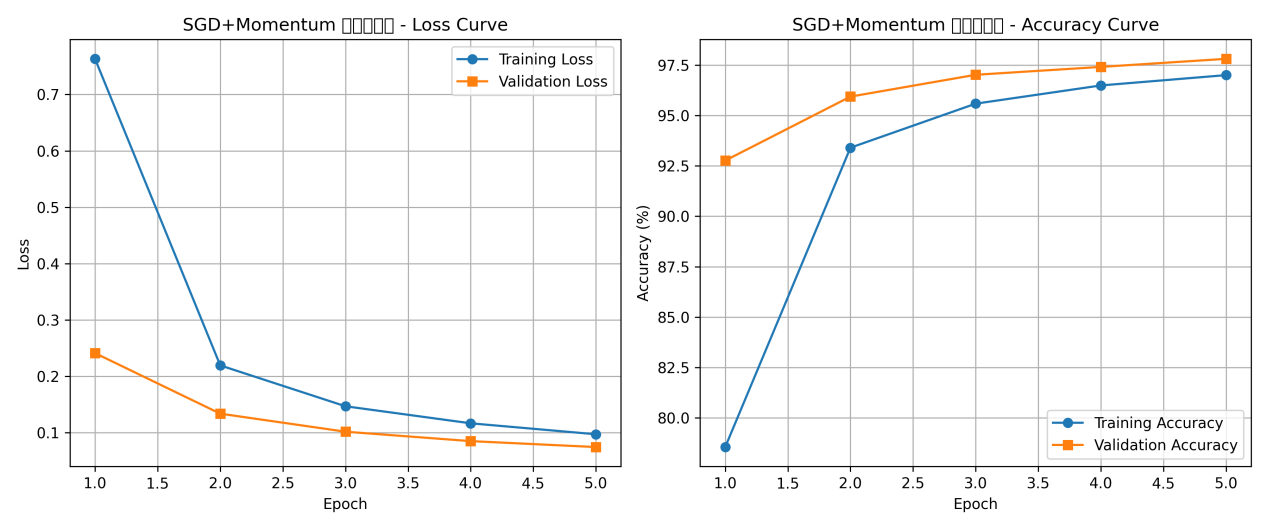 SGD+Momentum - Loss Curve
Training Loss
Validation Loss
0.7
0.6
0.5
0.4
0.3
0.2
0.1
Loss
1.0 1.5 2.0 2.5 3.0 3.5 4.0 4.5 5.0
Epoch
SGD+Momentum - Accuracy Curve
97.5
95.0
92.5
90.0
87.5
85.0
82.5
80.0
Accuracy (%)
Training Accuracy
Validation Accuracy
1.0 1.5 2.0 2.5 3.0 3.5 4.0 4.5 5.0
Epoch